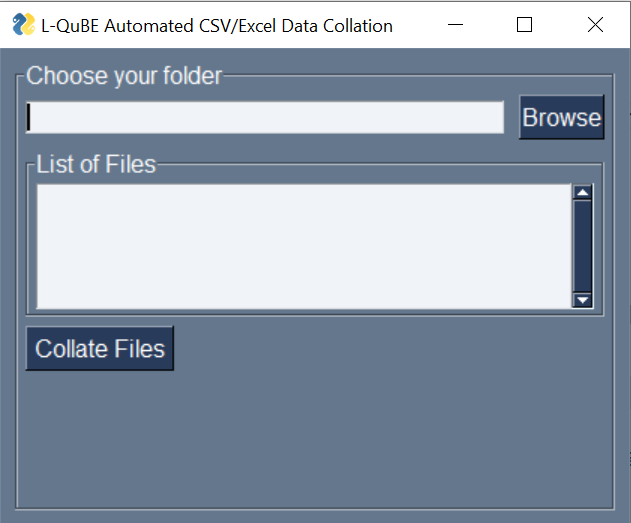 L-QuBE Automated CSV/Excel Data Collation
Choose your folder
Browse
List of Files
Collate Files